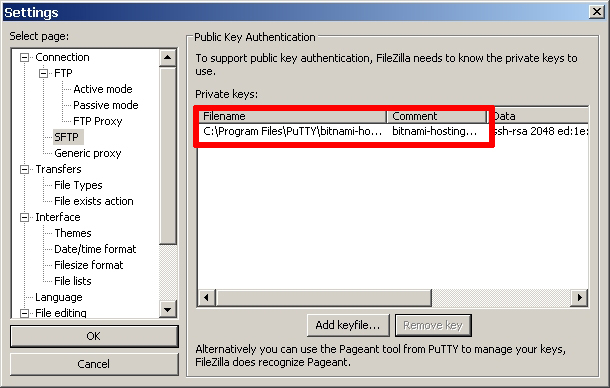 Settings
Select page:
Connection
FTP
Active mode
Passive mode
FTP Proxy
SFTP
Generic proxy
Transfers
File Types
File exists action
Interface
Themes
Date/time format
Filesize format
File lists
Language
File editing
OK
Cancel
Public Key Authentication
To support public key authentication, FileZilla needs to know the private keys to
use.
Private keys:
Filename Comment Data
C:\Program Files\PuTTY\bitnami-ho... bitnami-hosting... ssh-rsa 2048 ed:1e:
Add keyfile... Remove key
Alternatively you can use the Pageant tool from PuTTY to manage your keys,
FileZilla does recognize Pageant.